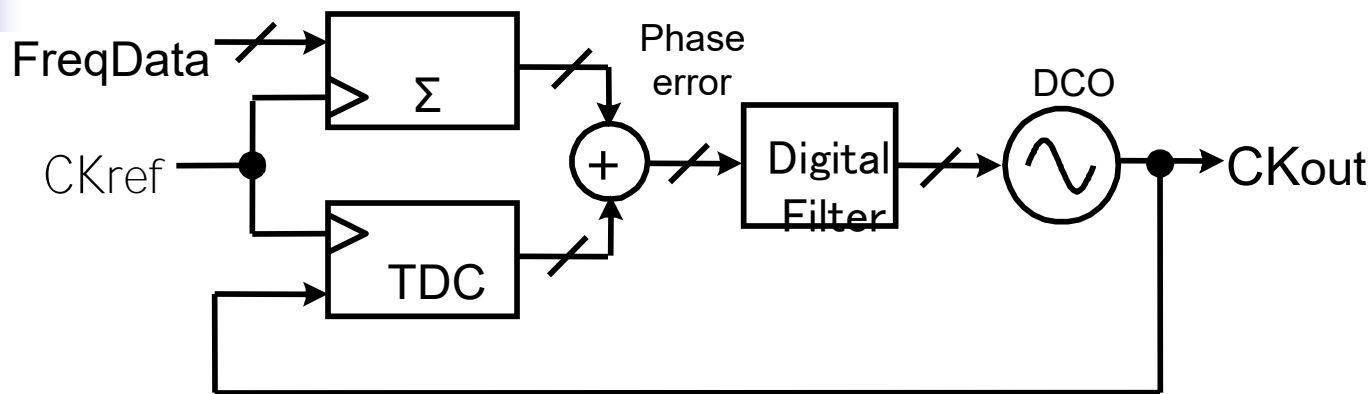 FreqData
Σ
Phase
error
DCO
CKref
+
Digital
Filter
CKout
TDC